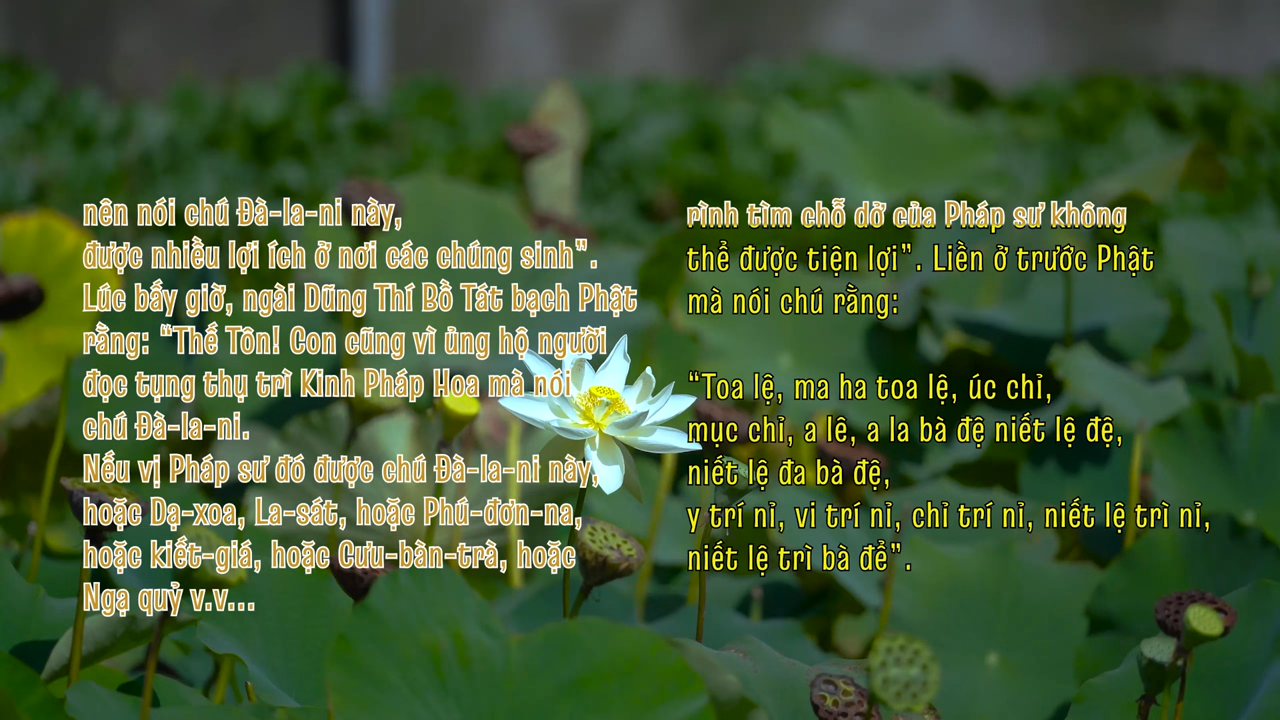 nên nói chú Đà-la-ni này,
được nhiều lợi ích ở nơi các chúng sinh”.
Lúc bấy giờ, ngài Dũng Thí Bồ Tát bạch Phật
rằng: “Thế Tôn! Con cũng vì ủng hộ người
đọc tụng thụ trì Kinh Pháp Hoa mà nói
chú Đà-la-ni.
Nếu vị Pháp sư đó được chú Đà-la-ni này,
hoặc Dạ-xoa, La-sát, hoặc Phú-đơn-na,
hoặc kiết-giá, hoặc Cưu-bàn-trà, hoặc
Ngạ quỷ v.v...
rình tìm chỗ dở của Pháp sư không
thể được tiện lợi”. Liền ở trước Phật
mà nói chú rằng:
“Toa lệ, ma ha toa lệ, úc chỉ,
mục chỉ, a lê, a la bà đệ niết lệ đệ,
niết lệ đa bà đệ,
y trí nỉ, vi trí nỉ, chỉ trí nỉ, niết lệ trì nỉ,
niết lệ trì bà để”.